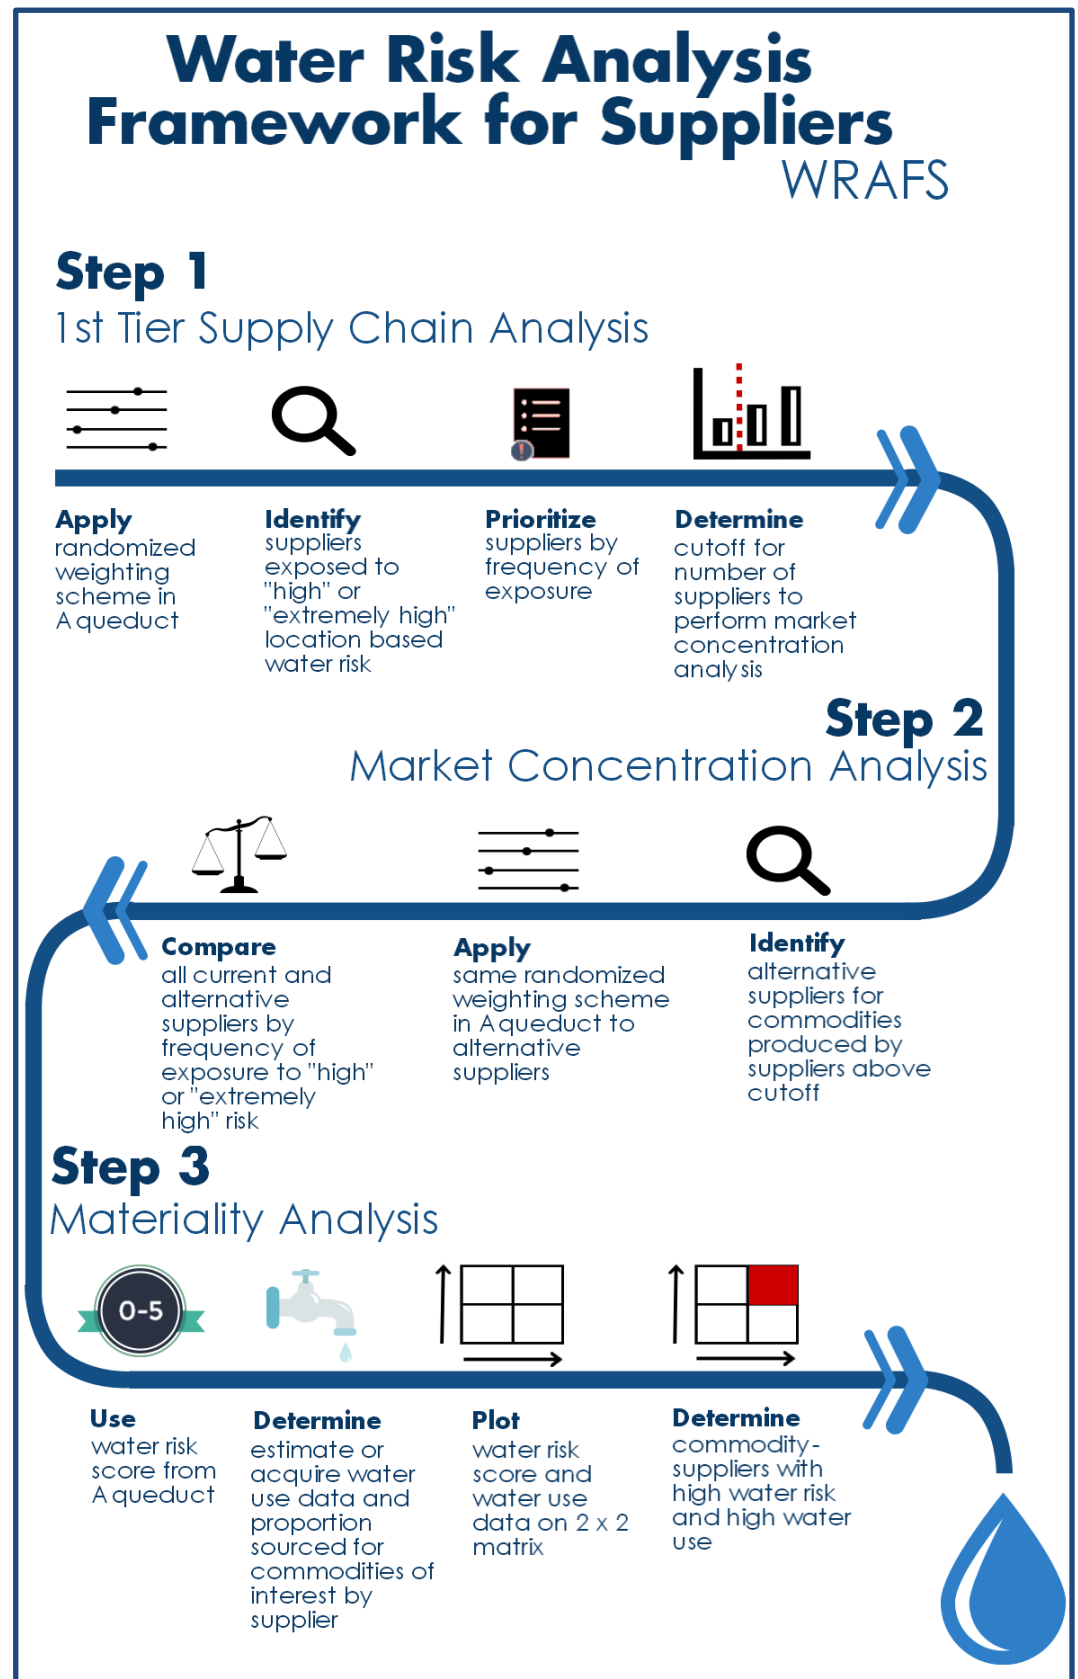 Water Risk Analysis
Framework for Suppliers
WRAFS
Step 1
1st Tier Supply Chain Analysis
Apply
randomized
weighting
scheme in
Aqueduct
Identify
suppliers
exposed to
"high" or
"extremely high"
location based
water risk
Prioritize
suppliers by
frequency of
exposure
Determine
cutoff for
number of
suppliers to
perform market
concentration
analysis
Step 2
Market Concentration Analysis
Identify
alternative
suppliers for
commodities
produced by
suppliers above
cutoff
Apply
same randomized
weighting scheme
in Aqueduct to
alternative
suppliers
Compare
all current and
alternative
suppliers by
frequency of
exposure to "high"
or "extremely
high" risk
Step 3
Materiality Analysis
0-5
Use
water risk
score from
Aqueduct
Determine
estimate or
acquire water
use data and
proportion
sourced for
commodities of
interest by
supplier
Plot
water risk
score and
water use
data on 2 x 2
matrix
Determine
commodity-
suppliers with
high water risk
and high water
use